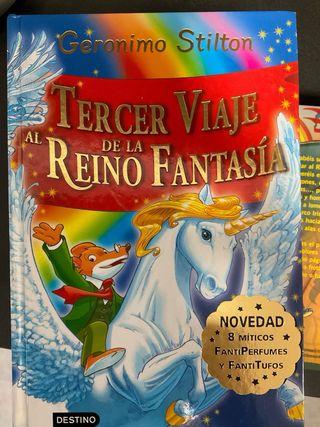 Geronimo Stilton
TERCER VIAJE
AL
DE LA
REINO FANTASÍA
NOVEDAD
8 MÍTICOS
FANTIPERFUMES
Y FANTITUFOS
DESTINO